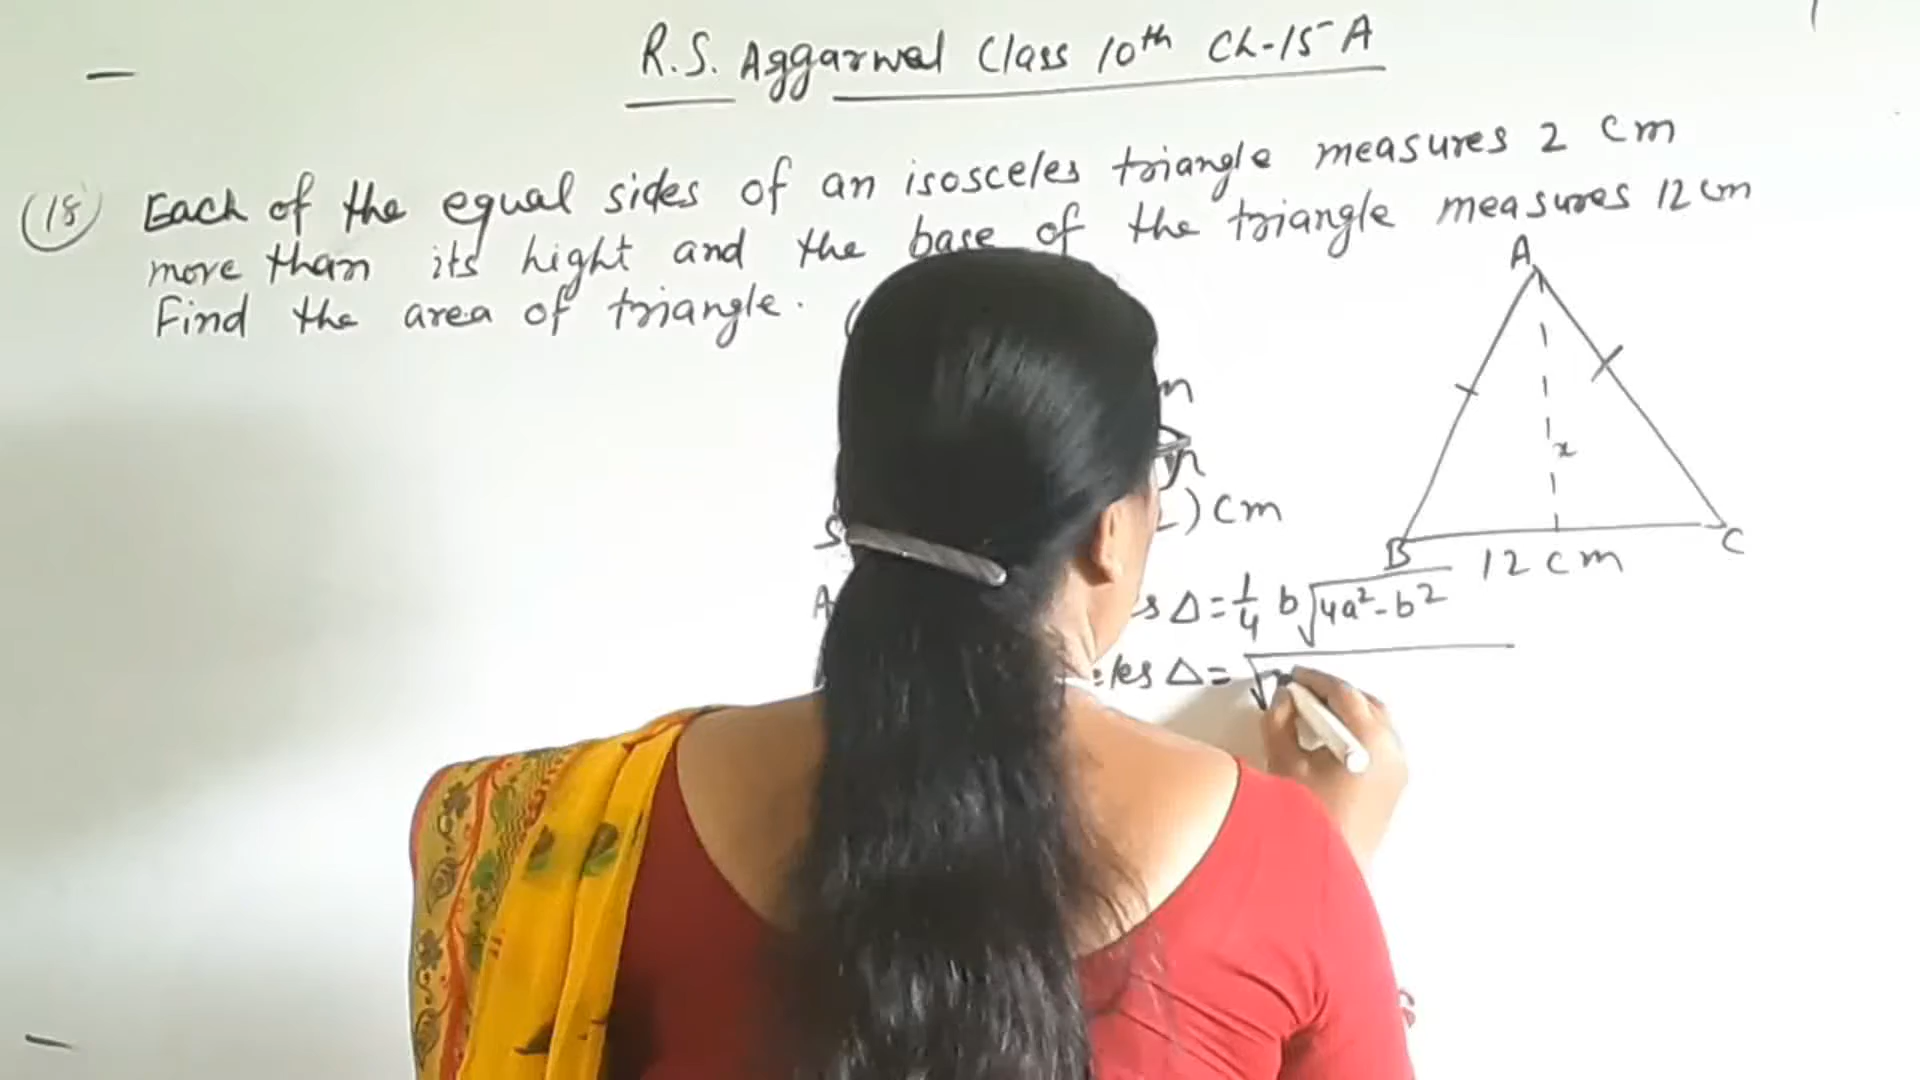 R.S. Aggarwal Class 10th Ch-15-A
(18) Each of the equal sides of an isosceles triangle measures 2 cm
more than its hight and the base of the triangle measures 12 cm
Find the area of triangle.
A
x
) cm
B
C
12 cm
Δ = 1/4 b√4a²-b²
les Δ = √